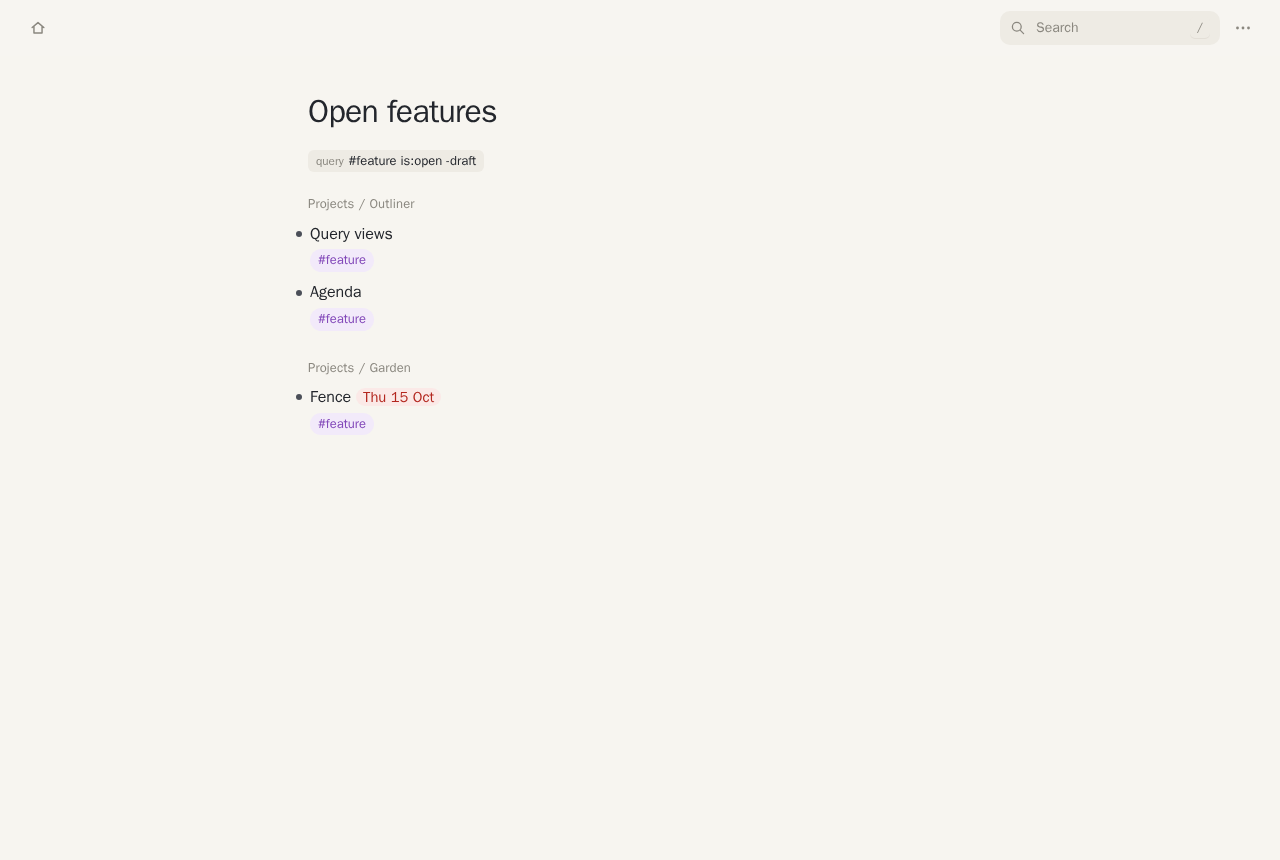 Search /
Open features
query #feature is:open -draft
Projects / Outliner
Query views
#feature
Agenda
#feature
Projects / Garden
Fence Thu 15 Oct
#feature